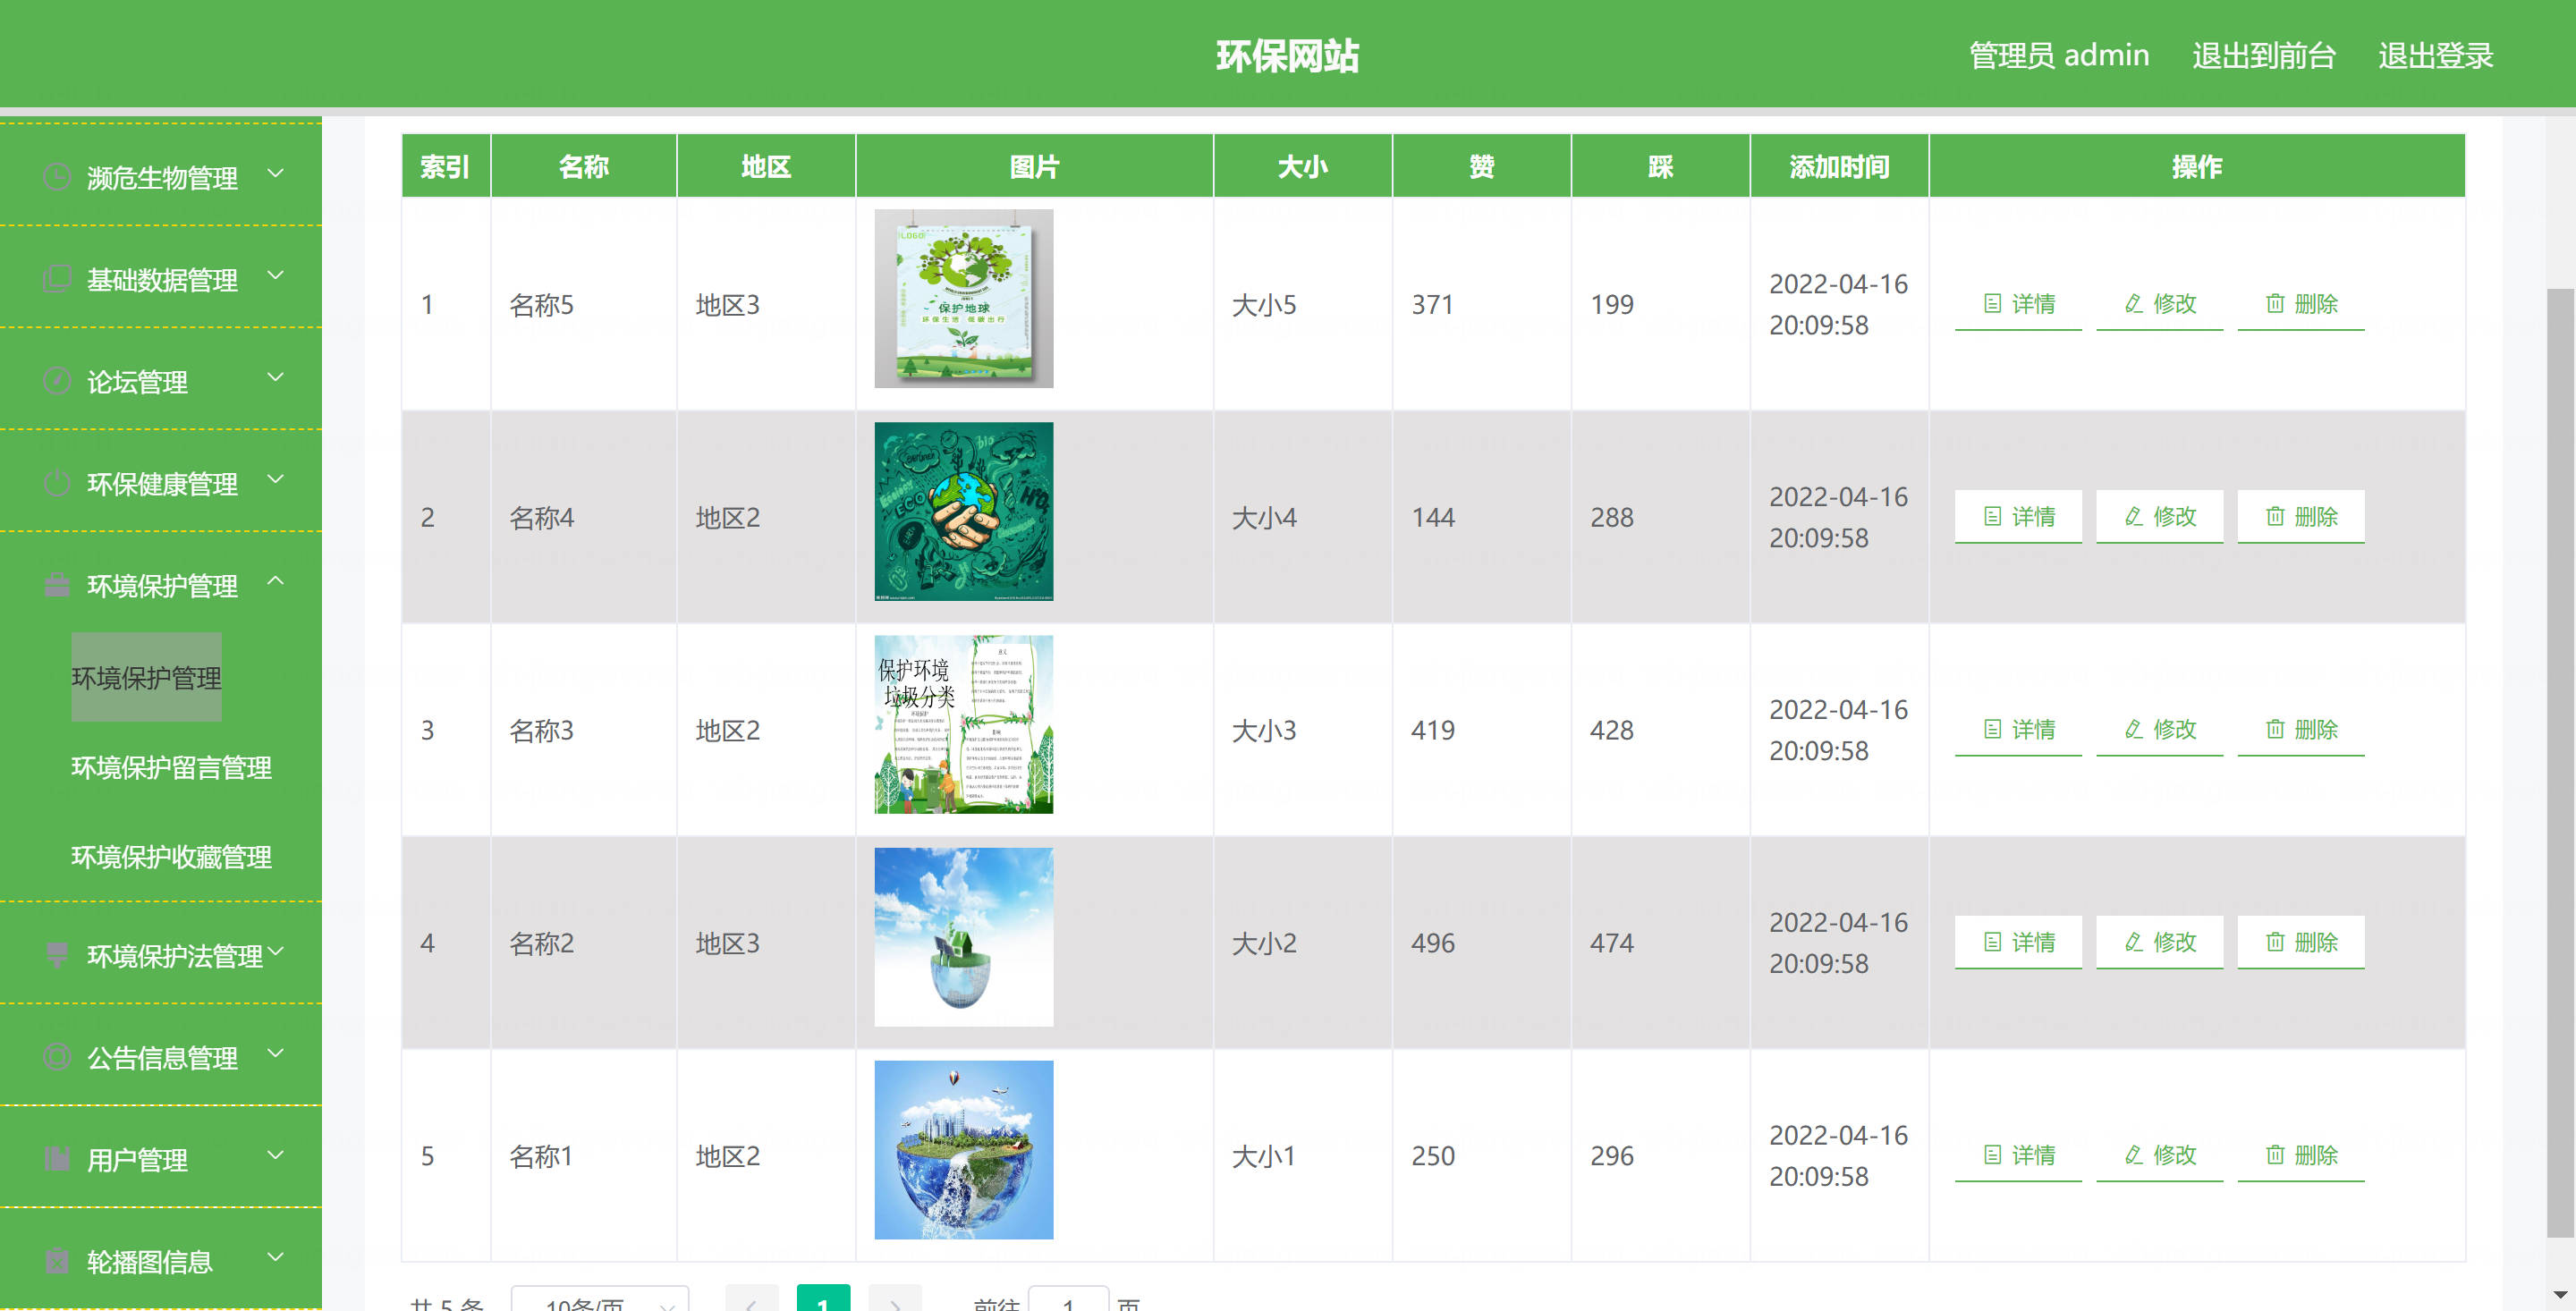 环保网站
管理员 admin 退出到前台 退出登录
濒危生物管理
基础数据管理
论坛管理
环保健康管理
环境保护管理
环境保护管理
环境保护留言管理
环境保护收藏管理
环境保护法管理
公告信息管理
用户管理
轮播图信息
索引 名称 地区 图片 大小 赞 踩 添加时间 操作
1 名称5 地区3 大小5 371 199 2022-04-16 20:09:58 详情 修改 删除
LOGO
保护地球
环保生活 低碳出行
2 名称4 地区2 大小4 144 288 2022-04-16 20:09:58 详情 修改 删除
bio
ECO
3 名称3 地区2 大小3 419 428 2022-04-16 20:09:58 详情 修改 删除
保护环境
垃圾分类
4 名称2 地区3 大小2 496 474 2022-04-16 20:09:58 详情 修改 删除
5 名称1 地区2 大小1 250 296 2022-04-16 20:09:58 详情 修改 删除
共 5 条 10条/页 1 前往 1 页